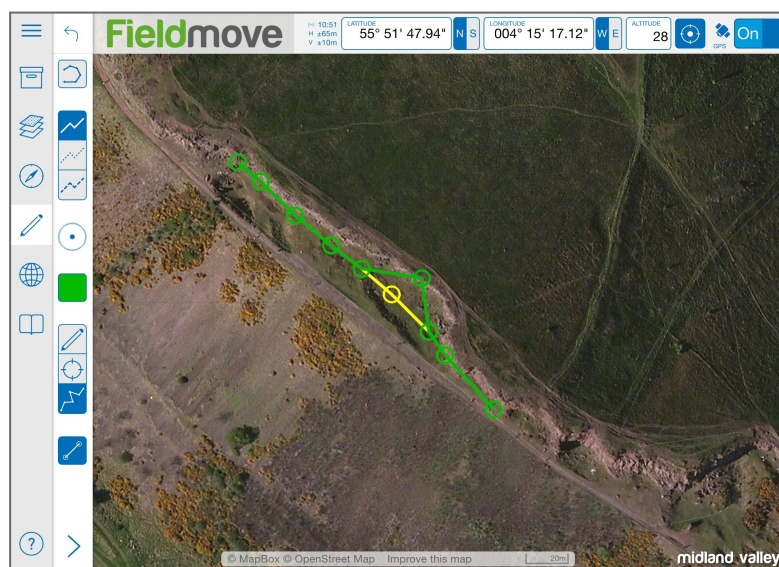 Fieldmove
10:51
H ±65m
V ±10m
LATITUDE
55° 51' 47.94"
N S
LONGITUDE
004° 15' 17.12"
W E
ALTITUDE
28
GPS
On
?
© MapBox © OpenStreet Map Improve this map
20m
midland valley